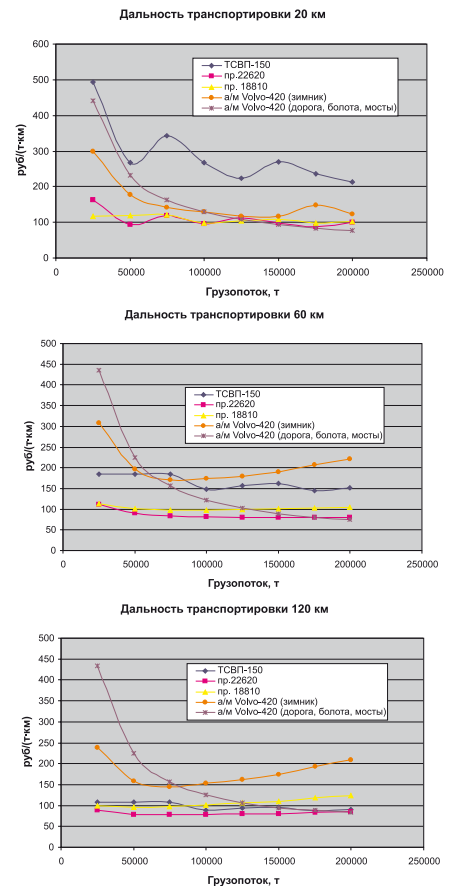 Дальность транспортировки 20 км
600
500
400
300
200
100
0
руб/(т·км)
ТСВП-150
пр.22620
пр. 18810
а/м Volvo-420 (зимник)
а/м Volvo-420 (дорога, болота, мосты)
0 50000 100000 150000 200000 250000
Грузопоток, т
Дальность транспортировки 60 км
500
450
400
350
300
250
200
150
100
50
0
руб/(т·км)
ТСВП-150
пр.22620
пр. 18810
а/м Volvo-420 (зимник)
а/м Volvo-420 (дорога, болота, мосты)
0 50000 100000 150000 200000 250000
Грузопоток, т
Дальность транспортировки 120 км
500
450
400
350
300
250
200
150
100
50
0
руб/(т·км)
ТСВП-150
пр.22620
пр. 18810
а/м Volvo-420 (зимник)
а/м Volvo-420 (дорога, болота, мосты)
0 50000 100000 150000 200000 250000
Грузопоток, т